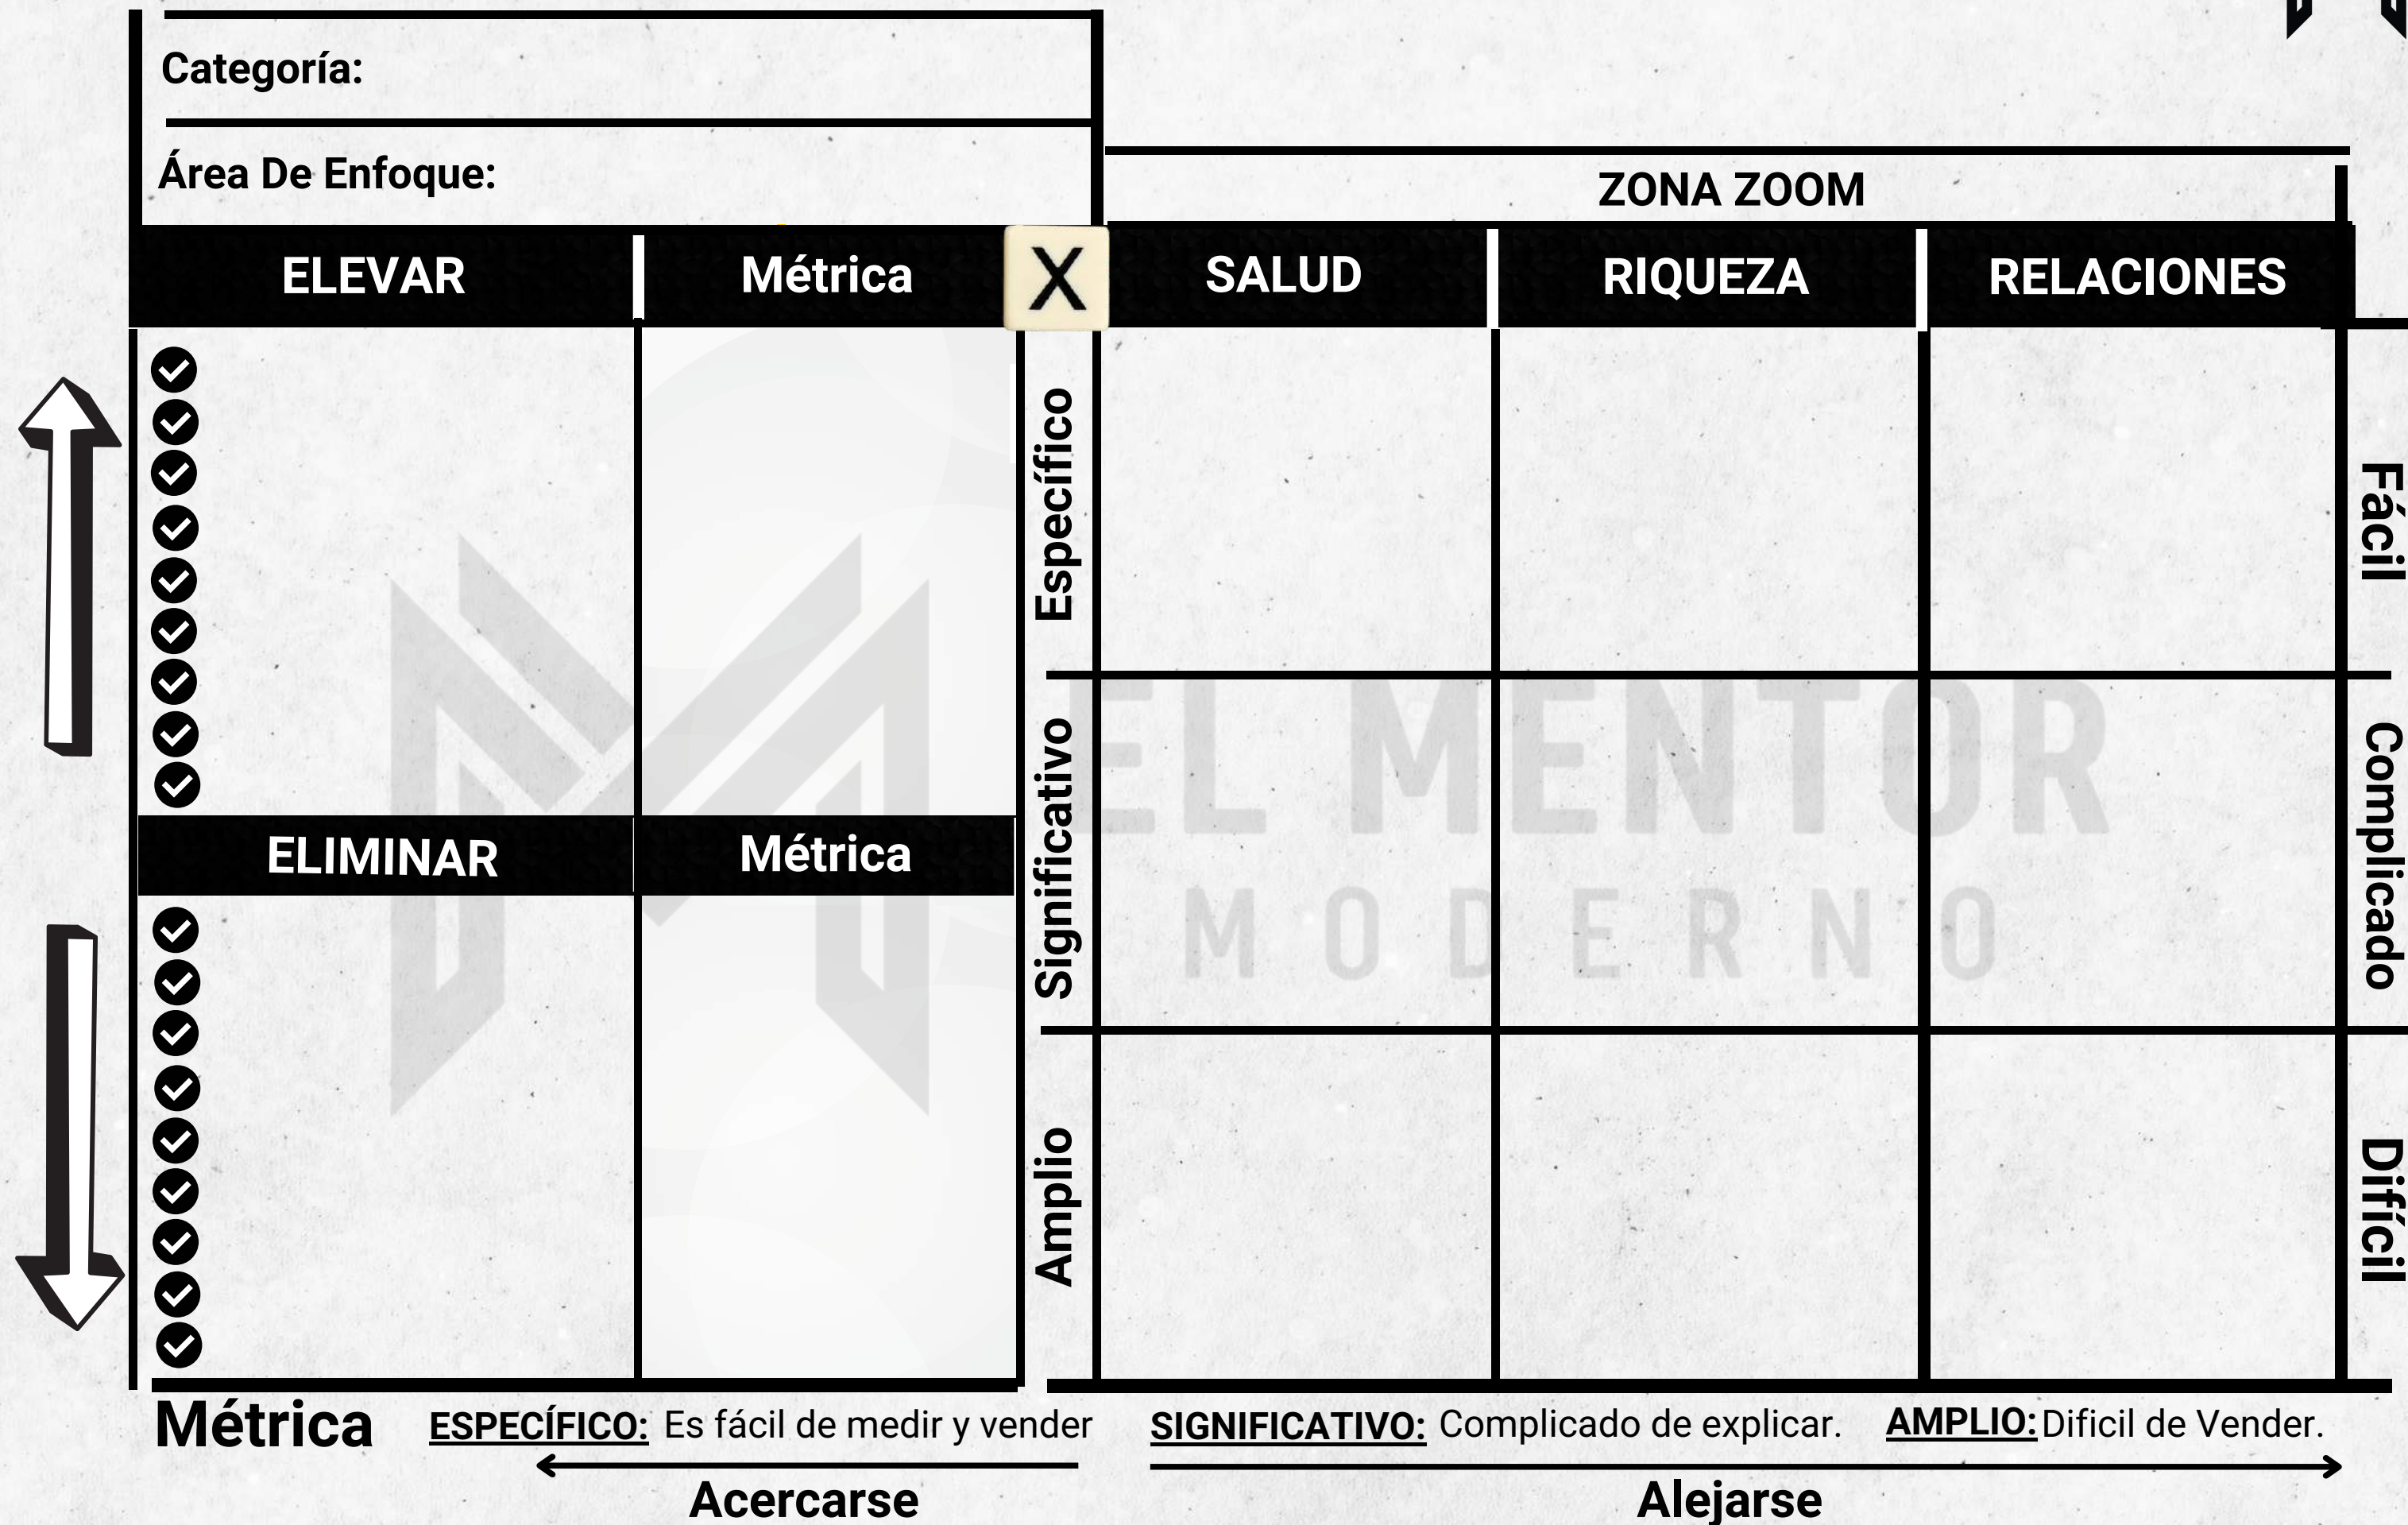 Categoría:
Área De Enfoque:
ZONA ZOOM
ELEVAR Métrica X SALUD RIQUEZA RELACIONES
Específico
Fácil
Significativo
Complicado
EL MENTOR
MODERNO
ELIMINAR Métrica
Amplio
Difícil
Métrica ESPECÍFICO: Es fácil de medir y vender SIGNIFICATIVO: Complicado de explicar. AMPLIO: Dificil de Vender.
Acercarse Alejarse